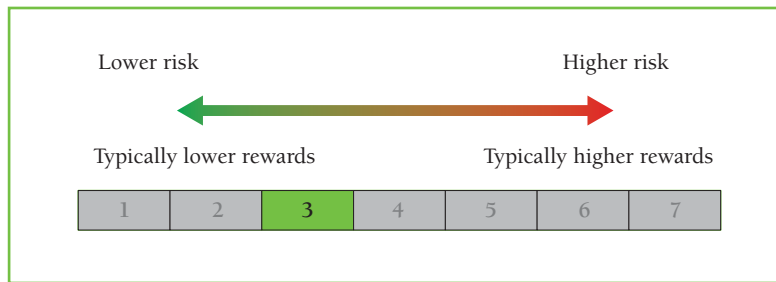 Lower risk Higher risk
Typically lower rewards Typically higher rewards
1 2 3 4 5 6 7